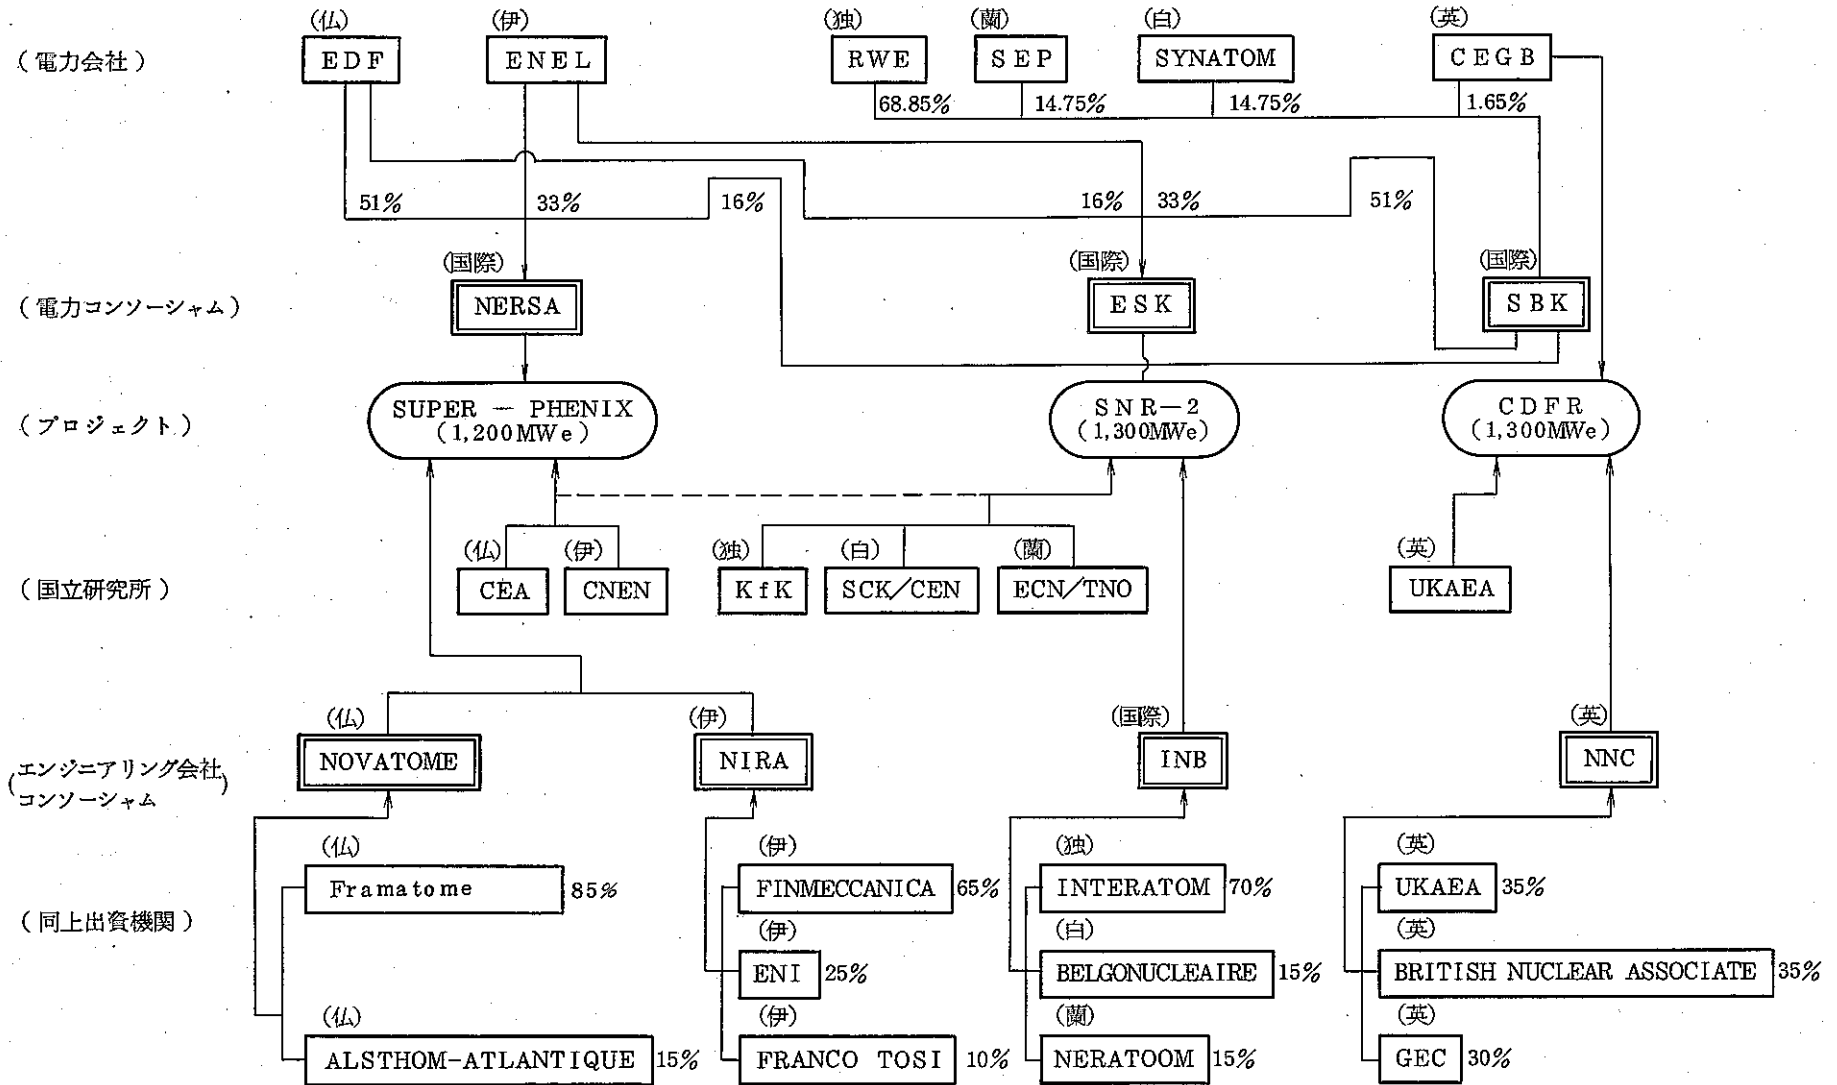 (仏) (伊) (独) (蘭) (白) (英)
(電力会社) EDF ENEL RWE SEP SYNATOM CEGB
68.85% 14.75% 14.75% 1.65%
51% 33% 16% 16% 33% 51%
(国際) (国際) (国際)
(電力コンソーシャム) NERSA ESK SBK
(プロジェクト) SUPER-PHENIX SNR-2 CDFR
(1,200MWe) (1,300MWe) (1,300MWe)
(仏) (伊) (独) (白) (蘭) (英)
(国立研究所) CEA CNEN KfK SCK/CEN ECN/TNO UKAEA
(仏) (伊) (国際) (英)
(エンジニアリング会社 コンソーシャム) NOVATOME NIRA INB NNC
(仏) (伊) (独) (英)
Framatome 85% FINMECCANICA 65% INTERATOM 70% UKAEA 35%
(同上出資機関)
(伊) (白) (英)
ENI 25% BELGONUCLEAIRE 15% BRITISH NUCLEAR ASSOCIATE 35%
(仏) (伊) (蘭) (英)
ALSTHOM-ATLANTIQUE 15% FRANCO TOSI 10% NERATOOM 15% GEC 30%